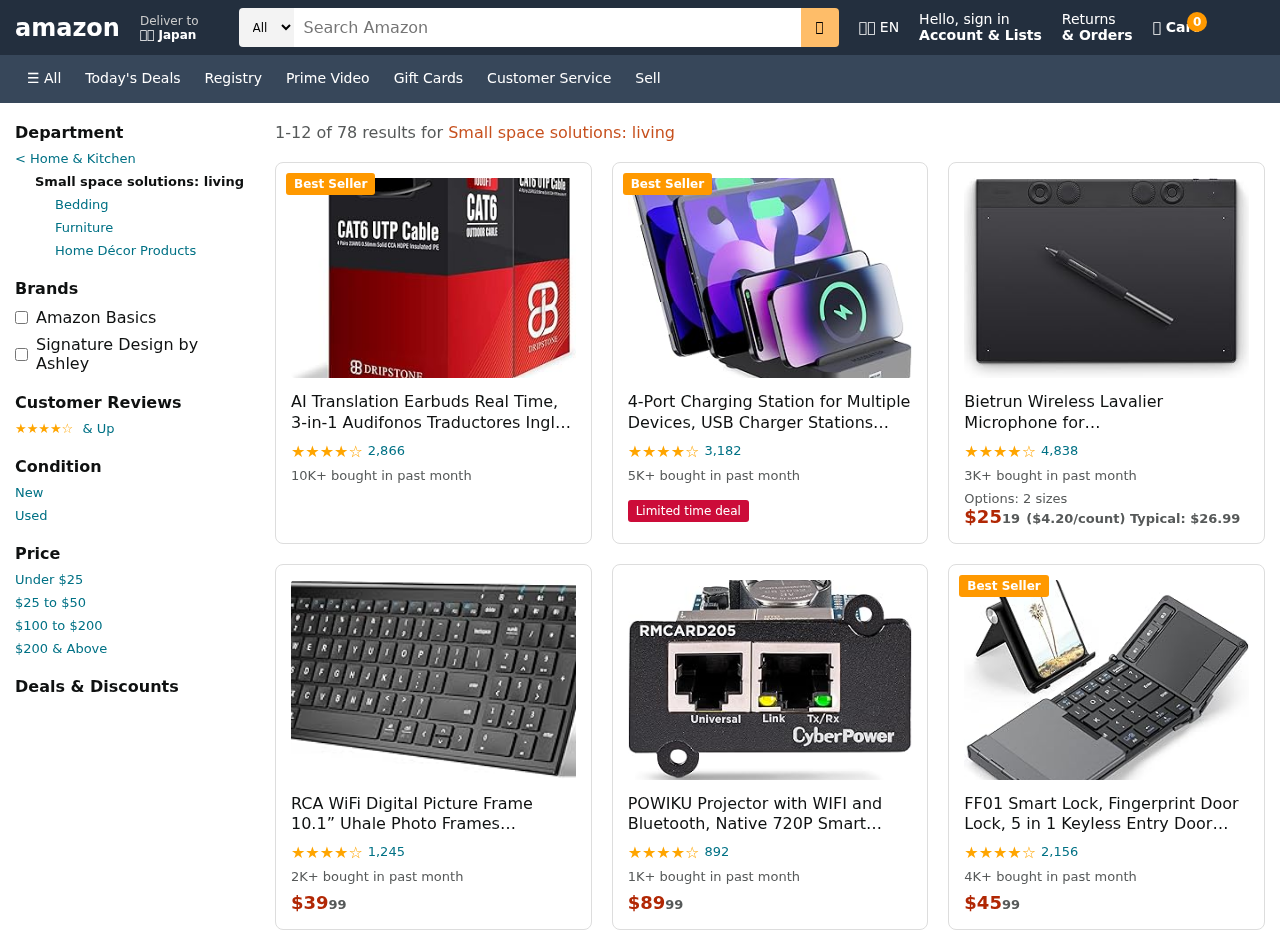 amazon
Deliver to
Japan
All
Search Amazon
EN
Hello, sign in
Account & Lists
Returns
& Orders
0
☰ All
Today's Deals
Registry
Prime Video
Gift Cards
Customer Service
Sell
Department
< Home & Kitchen
Small space solutions: living
Bedding
Furniture
Home Décor Products
Brands
Amazon Basics
Signature Design by
Ashley
Customer Reviews
★★★★☆ & Up
Condition
New
Used
Price
Under $25
$25 to $50
$100 to $200
$200 & Above
Deals & Discounts
1-12 of 78 results for Small space solutions: living
Best Seller
CAT6 UTP Cable
CAT6
OUTDOOR CABLE
CAT6 UTP Cable
DRIPSTONE
DRIPSTONE
AI Translation Earbuds Real Time,
3-in-1 Audifonos Traductores Ingl…
★★★★☆ 2,866
10K+ bought in past month
Best Seller
4-Port Charging Station for Multiple
Devices, USB Charger Stations…
★★★★☆ 3,182
5K+ bought in past month
Limited time deal
Bietrun Wireless Lavalier
Microphone for…
★★★★☆ 4,838
3K+ bought in past month
Options: 2 sizes
$25 19 ($4.20/count) Typical: $26.99
RCA WiFi Digital Picture Frame
10.1” Uhale Photo Frames…
★★★★☆ 1,245
2K+ bought in past month
$39 99
RMCARD205
Universal
Link
Tx/Rx
CyberPower
POWIKU Projector with WIFI and
Bluetooth, Native 720P Smart…
★★★★☆ 892
1K+ bought in past month
$89 99
Best Seller
FF01 Smart Lock, Fingerprint Door
Lock, 5 in 1 Keyless Entry Door…
★★★★☆ 2,156
4K+ bought in past month
$45 99